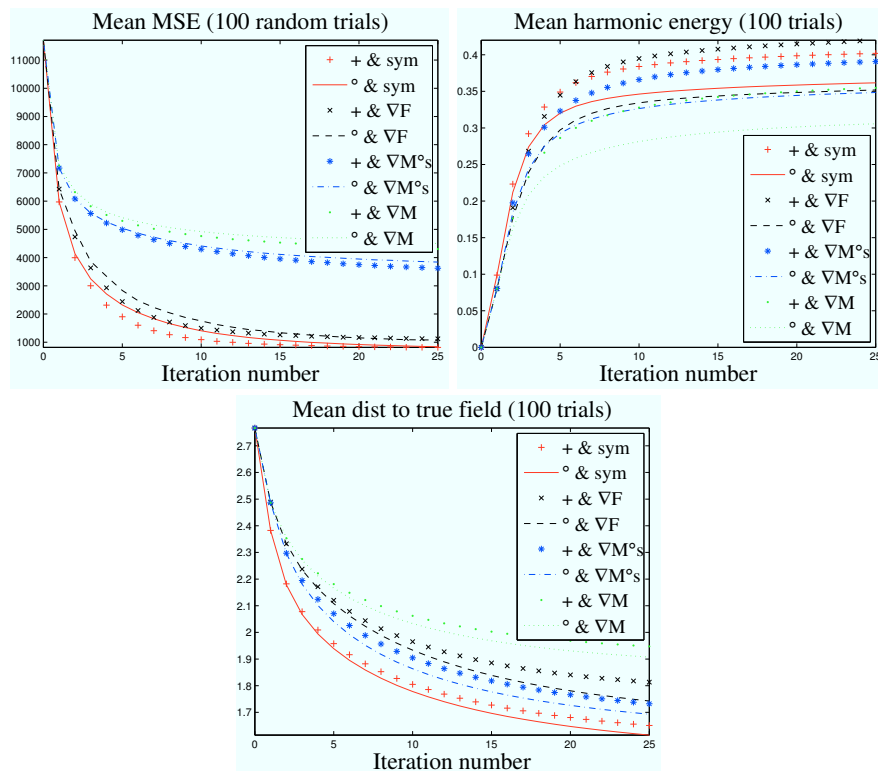 Mean MSE (100 random trials)
11000
10000
9000
8000
7000
6000
5000
4000
3000
2000
1000
0
5
10
15
20
25
Iteration number
+ & sym
° & sym
+ & ∇F
° & ∇F
+ & ∇M°s
° & ∇M°s
+ & ∇M
° & ∇M
Mean harmonic energy (100 trials)
0.4
0.35
0.3
0.25
0.2
0.15
0.1
0.05
0
0
5
10
15
20
25
Iteration number
+ & sym
° & sym
+ & ∇F
° & ∇F
+ & ∇M°s
° & ∇M°s
+ & ∇M
° & ∇M
Mean dist to true field (100 trials)
2.7
2.6
2.5
2.4
2.3
2.2
2.1
2
1.9
1.8
1.7
0
5
10
15
20
25
Iteration number
+ & sym
° & sym
+ & ∇F
° & ∇F
+ & ∇M°s
° & ∇M°s
+ & ∇M
° & ∇M